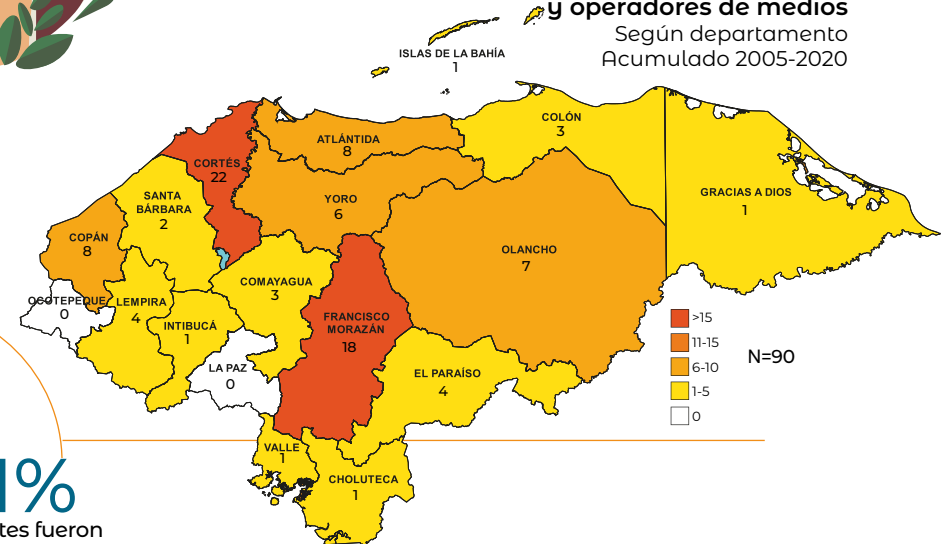 y operadores de medios
Según departamento
Acumulado 2005-2020
ISLAS DE LA BAHÍA
1
COLÓN
3
ATLÁNTIDA
8
CORTÉS
22
GRACIAS A DIOS
1
SANTA
BÁRBARA
2
YORO
6
COPÁN
8
OLANCHO
7
COMAYAGUA
3
OCOTEPEQUE
0
LEMPIRA
4
INTIBUCÁ
1
FRANCISCO
MORAZÁN
18
LA PAZ
0
EL PARAÍSO
4
>15
11-15
6-10
1-5
0
N=90
VALLE
1
CHOLUTECA
1
1%
tes fueron